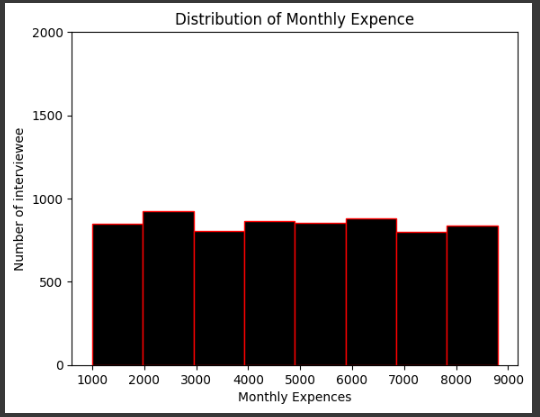 Distribution of Monthly Expence
2000
1500
1000
500
0
Number of interviewee
1000 2000 3000 4000 5000 6000 7000 8000 9000
Monthly Expences